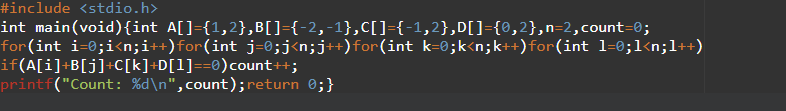 #include <stdio.h>
int main(void){int A[]={1,2},B[]={-2,-1},C[]={-1,2},D[]={0,2},n=2,count=0;
for(int i=0;i<n;i++)for(int j=0;j<n;j++)for(int k=0;k<n;k++)for(int l=0;l<n;l++)
if(A[i]+B[j]+C[k]+D[l]==0)count++;
printf("Count: %d\n",count);return 0;}